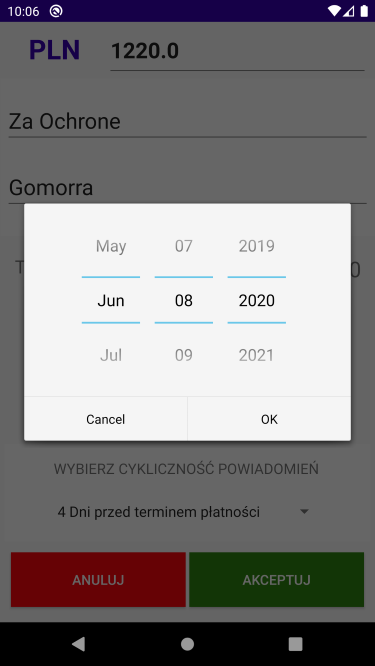 10:06
PLN 1220.0
Za Ochrone
Gomorra
T 0
May 07 2019
Jun 08 2020
Jul 09 2021
Cancel OK
WYBIERZ CYKLICZNOŚĆ POWIADOMIEŃ
4 Dni przed terminem płatności
ANULUJ AKCEPTUJ